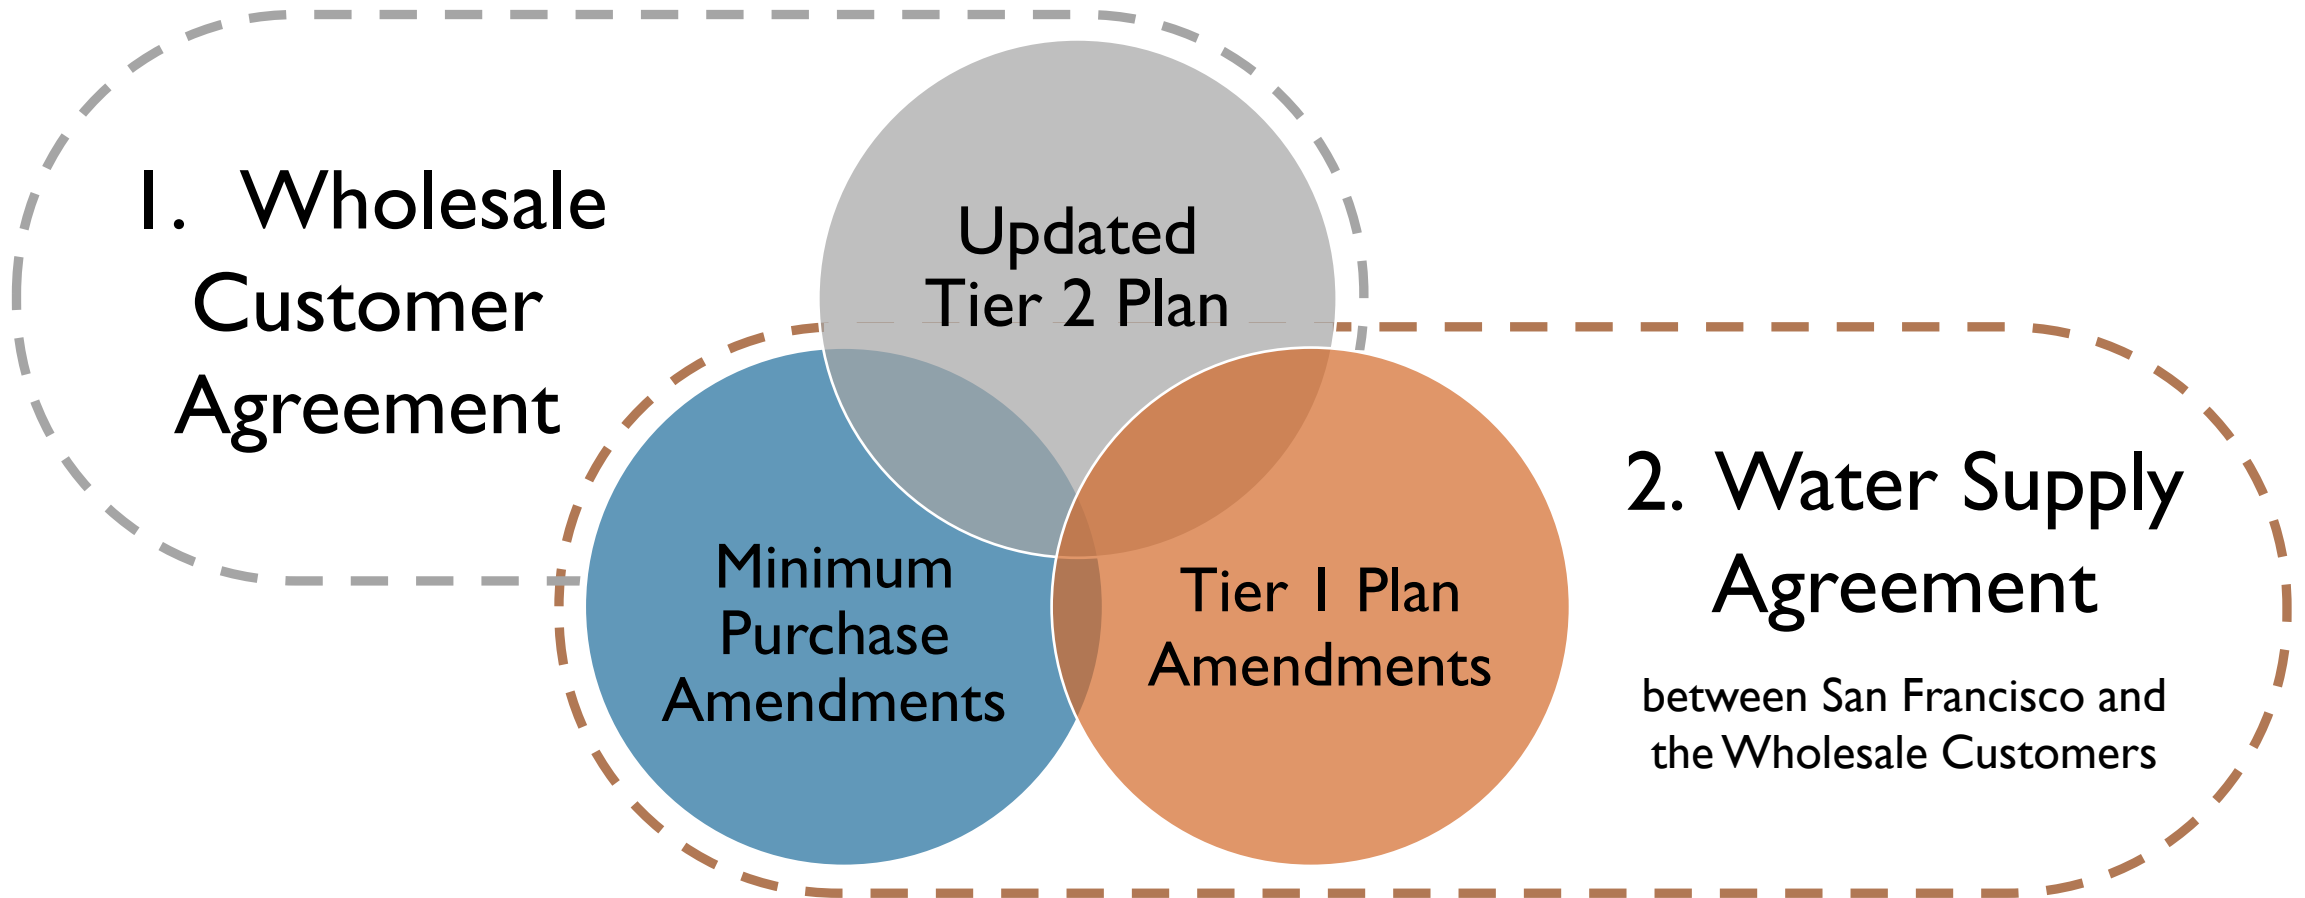 1. Wholesale
Customer
Agreement
Updated
Tier 2 Plan
Minimum
Purchase
Amendments
Tier 1 Plan
Amendments
2. Water Supply
Agreement
between San Francisco and
the Wholesale Customers